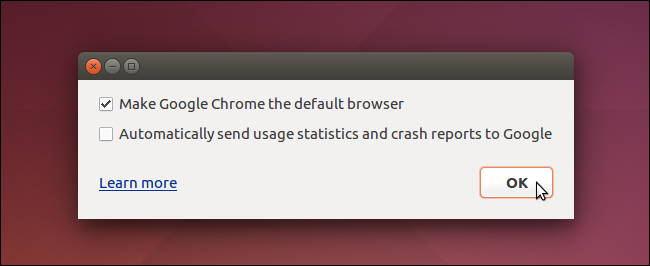 Make Google Chrome the default browser
Automatically send usage statistics and crash reports to Google
Learn more
OK